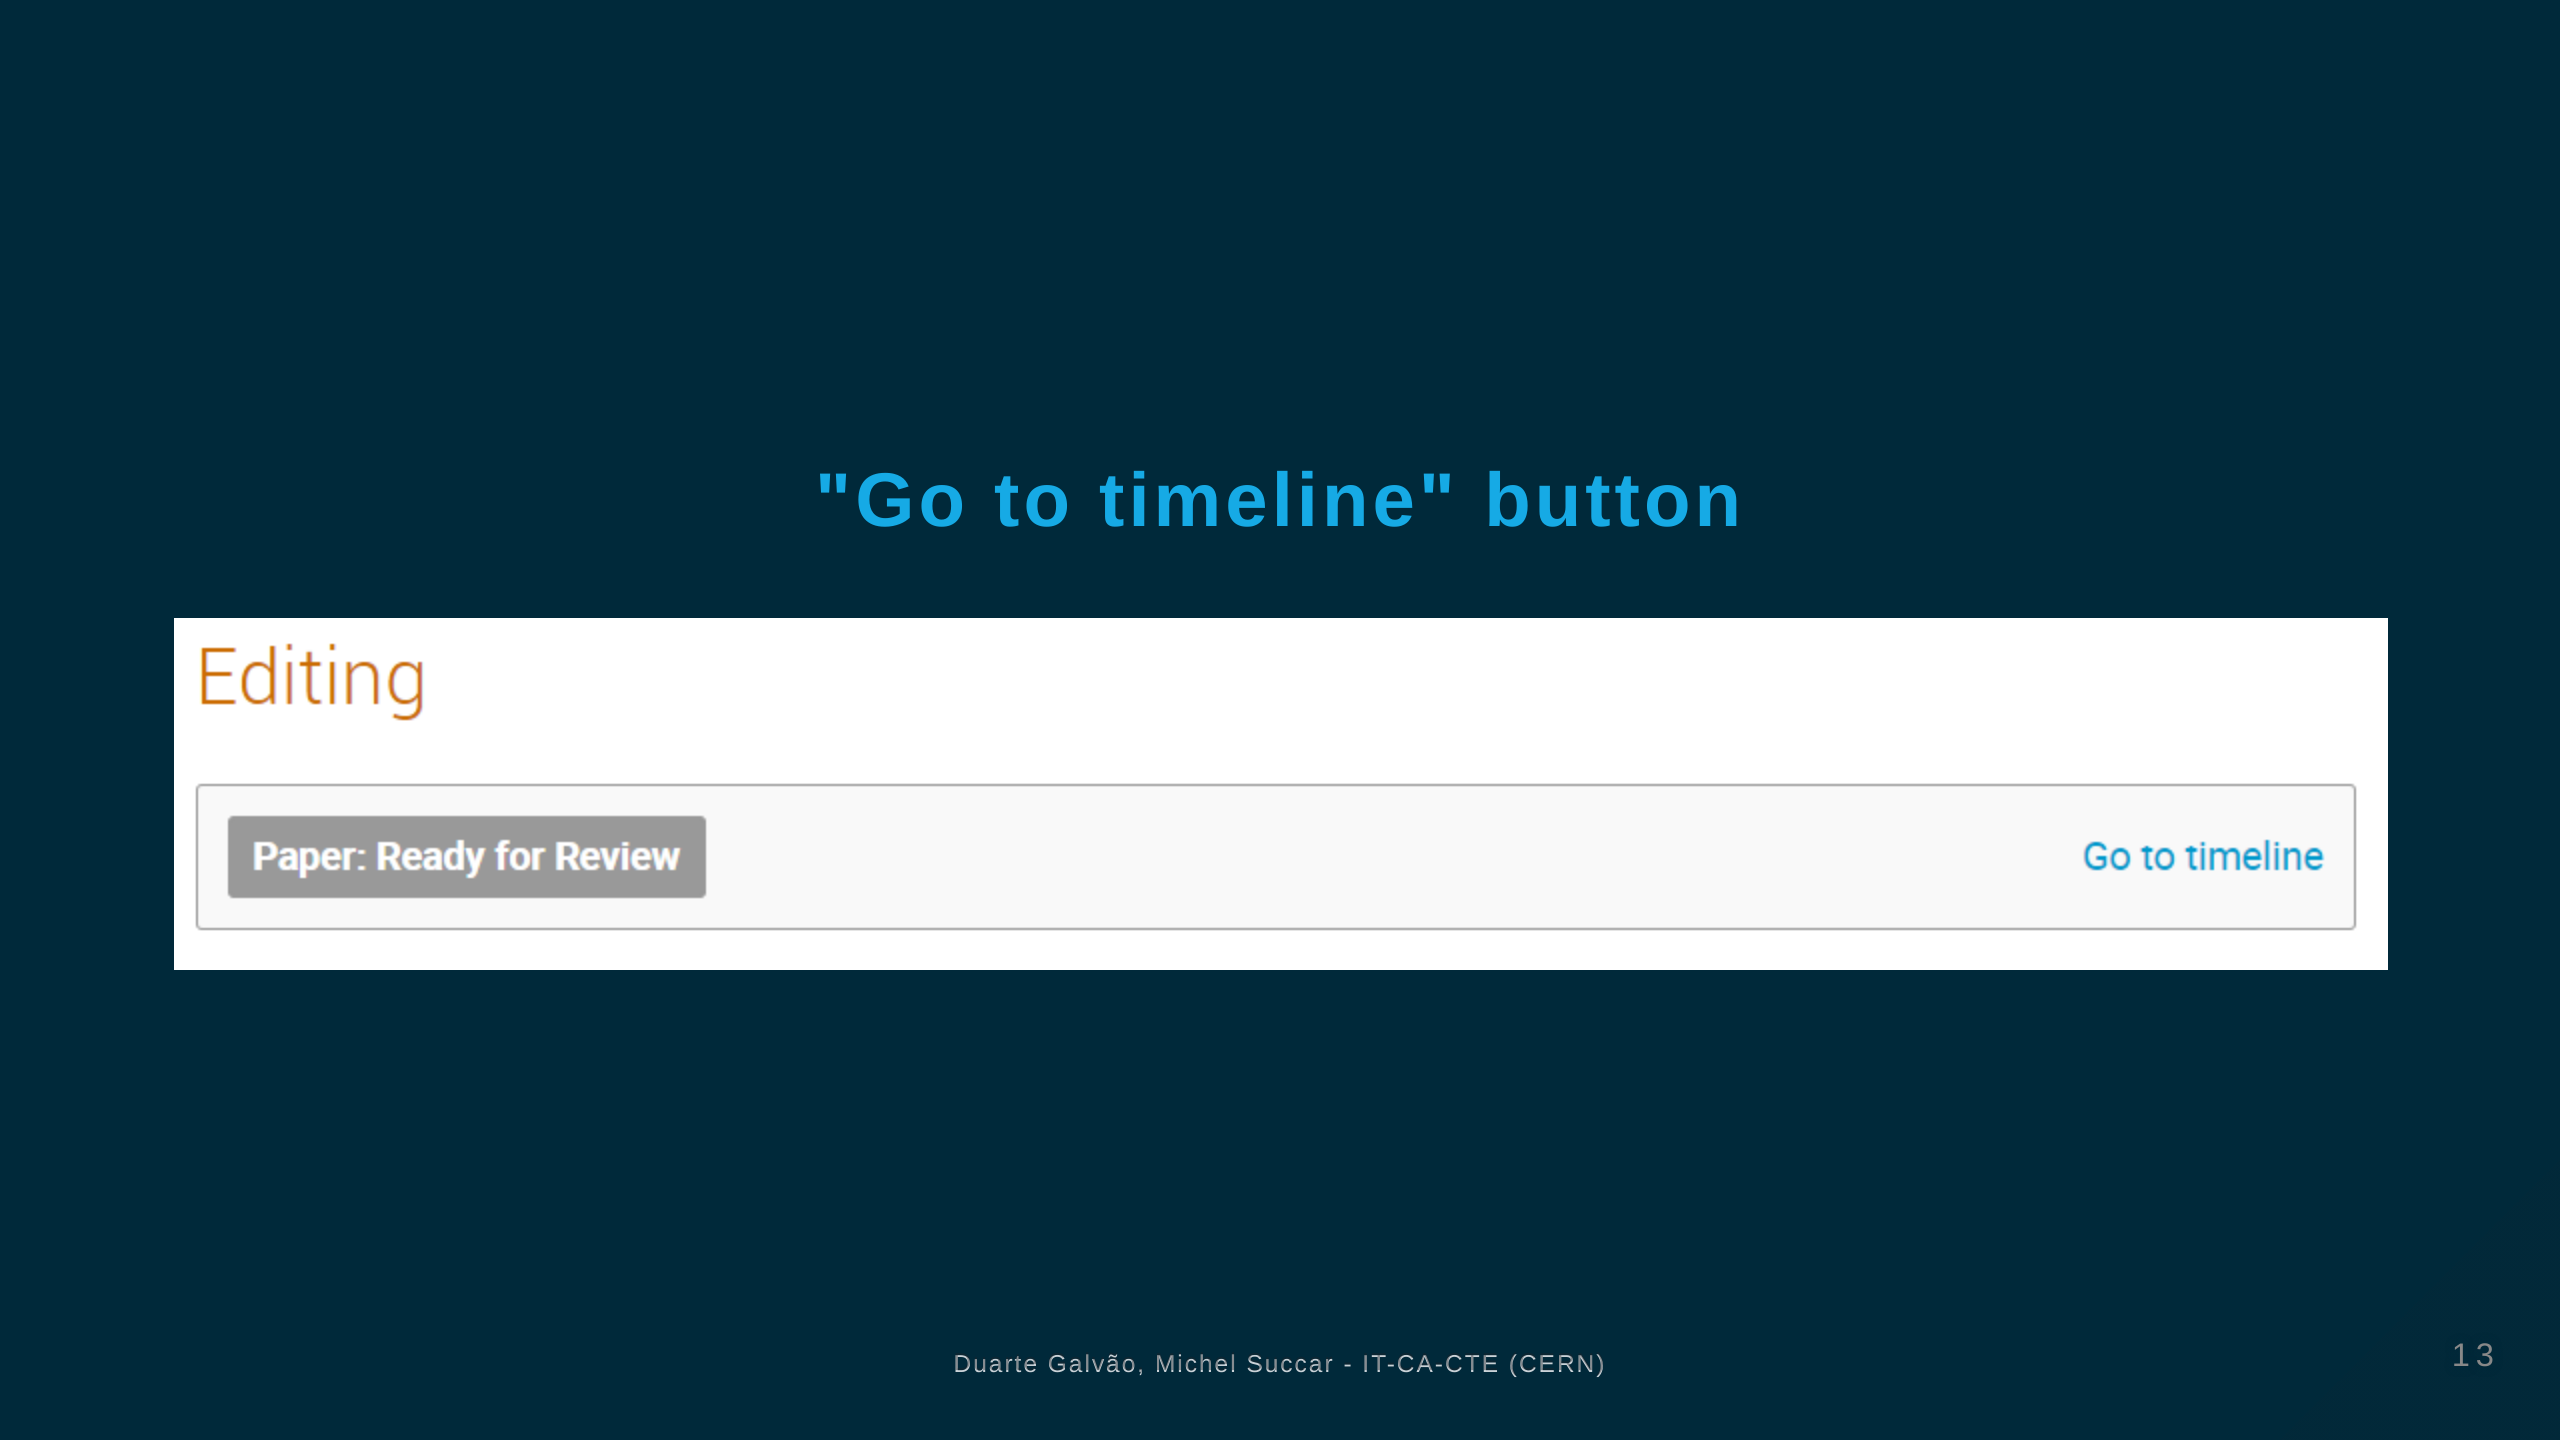 "Go to timeline" button
Editing
Paper: Ready for Review
Go to timeline
Duarte Galvão, Michel Succar - IT-CA-CTE (CERN)
13